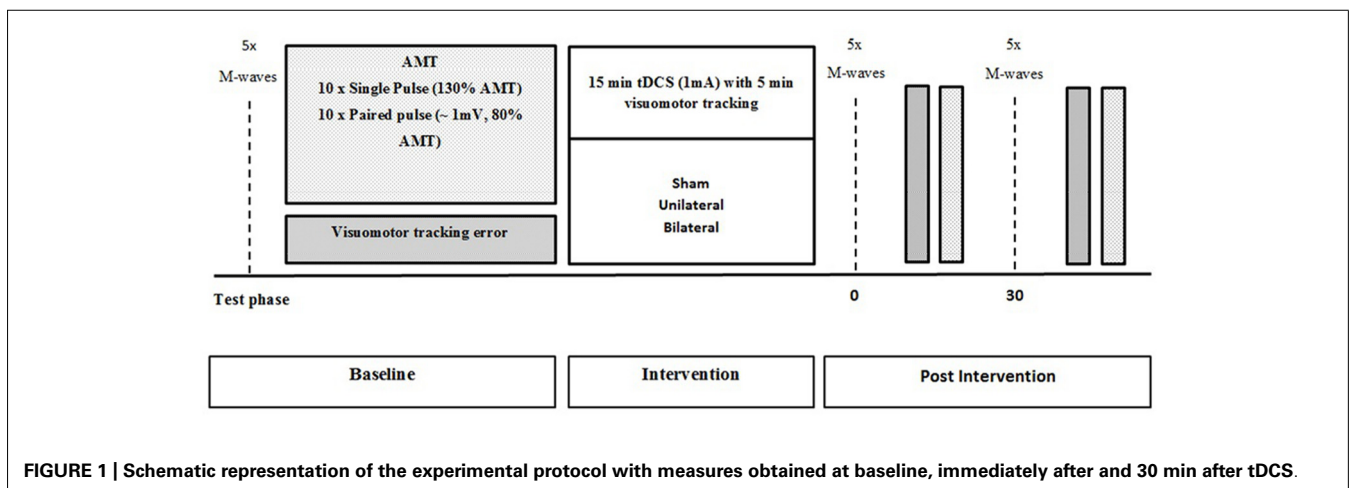 5x
M-waves
AMT
10 x Single Pulse (130% AMT)
10 x Paired pulse (~ 1mV, 80%
AMT)
Visuomotor tracking error
15 min tDCS (1mA) with 5 min
visuomotor tracking
Sham
Unilateral
Bilateral
5x
M-waves
5x
M-waves
Test phase
0
30
Baseline
Intervention
Post Intervention
FIGURE 1 | Schematic representation of the experimental protocol with measures obtained at baseline, immediately after and 30 min after tDCS.